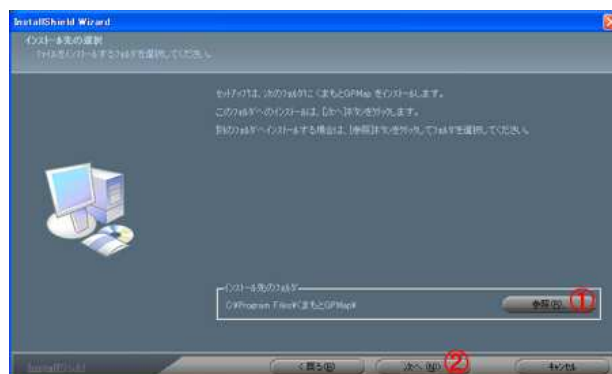 InstallShield Wizard
インストール先の選択
ファイルをインストールするフォルダを選択してください。
セットアップは、次のフォルダに くまもとGPMap をインストールします。
このフォルダへのインストールは、[次へ]ボタンをクリックします。
別のフォルダへインストールする場合は、[参照]ボタンをクリックしてフォルダを選択してください。
インストール先のフォルダ
C:¥Program Files¥くまもとGPMap¥
参照(R)... ①
InstallShield
< 戻る(B)
次へ(N) ②
キャンセル